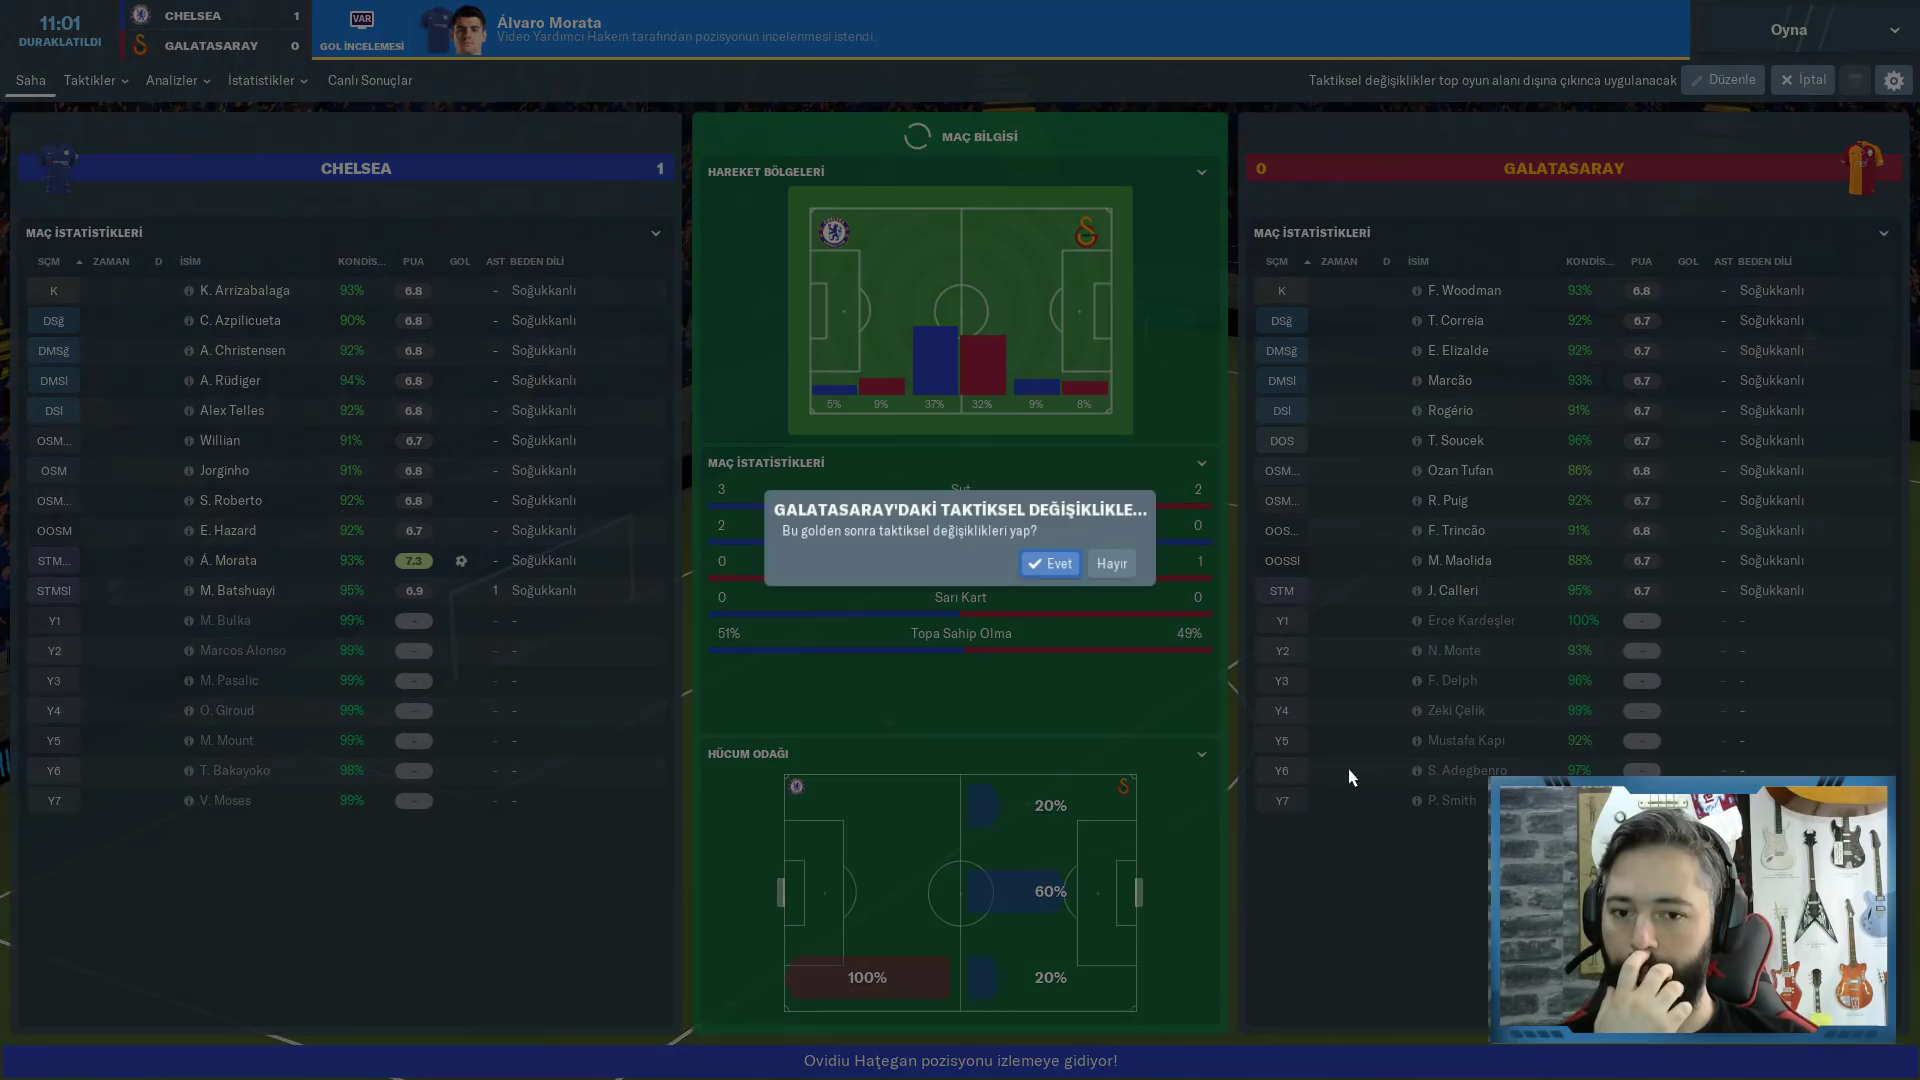 11:01
DURAKLATILDI
CHELSEA 1
GALATASARAY 0
VAR
GOL İNCELEMESİ
Álvaro Morata
Video Yardımcı Hakem tarafından pozisyonun incelenmesi istendi.
Oyna
Saha Taktikler Analizler İstatistikler Canlı Sonuçlar
Taktiksel değişiklikler top oyun alanı dışına çıkınca uygulanacak Düzenle İptal
CHELSEA 1
MAÇ İSTATİSTİKLERİ
SÇM ZAMAN D İSİM KONDİS... PUA GOL AST BEDEN DİLİ
K K. Arrizabalaga 93% 6.8 - Soğukkanlı
DSğ C. Azpilicueta 90% 6.8 - Soğukkanlı
DMSğ A. Christensen 92% 6.8 - Soğukkanlı
DMSl A. Rüdiger 94% 6.8 - Soğukkanlı
DSl Alex Telles 92% 6.8 - Soğukkanlı
OSM... Willian 91% 6.7 - Soğukkanlı
OSM Jorginho 91% 6.8 - Soğukkanlı
OSM... S. Roberto 92% 6.8 - Soğukkanlı
OOSM E. Hazard 92% 6.7 - Soğukkanlı
STM... Á. Morata 93% 7.3 - Soğukkanlı
STMSl M. Batshuayi 95% 6.9 1 Soğukkanlı
Y1 M. Bulka 99% - - -
Y2 Marcos Alonso 99% - - -
Y3 M. Pasalic 99% - - -
Y4 O. Giroud 99% - - -
Y5 M. Mount 99% - - -
Y6 T. Bakayoko 98% - - -
Y7 V. Moses 99% - - -
MAÇ BİLGİSİ
HAREKET BÖLGELERİ
5% 9% 37% 32% 9% 8%
MAÇ İSTATİSTİKLERİ
3 Şut 2
2 0
0 1
0 Sarı Kart 0
51% Topa Sahip Olma 49%
GALATASARAY'DAKİ TAKTİKSEL DEĞİŞİKLİKLE...
Bu golden sonra taktiksel değişiklikleri yap?
Evet Hayır
HÜCUM ODAĞI
20%
60%
100% 20%
0 GALATASARAY
MAÇ İSTATİSTİKLERİ
SÇM ZAMAN D İSİM KONDİS... PUA GOL AST BEDEN DİLİ
K F. Woodman 93% 6.8 - Soğukkanlı
DSğ T. Correia 92% 6.7 - Soğukkanlı
DMSğ E. Elizalde 92% 6.7 - Soğukkanlı
DMSl Marcão 93% 6.7 - Soğukkanlı
DSl Rogério 91% 6.7 - Soğukkanlı
DOS T. Soucek 96% 6.7 - Soğukkanlı
OSM... Ozan Tufan 86% 6.8 - Soğukkanlı
OSM... R. Puig 92% 6.7 - Soğukkanlı
OOS... F. Trincão 91% 6.8 - Soğukkanlı
OOSSl M. Maolida 88% 6.7 - Soğukkanlı
STM J. Calleri 95% 6.7 - Soğukkanlı
Y1 Erce Kardeşler 100% - - -
Y2 N. Monte 93% - - -
Y3 F. Delph 96% - - -
Y4 Zeki Çelik 99% - - -
Y5 Mustafa Kapı 92% - - -
Y6 S. Adegbenro 97% - - -
Y7 P. Smith
Ovidiu Haţegan pozisyonu izlemeye gidiyor!